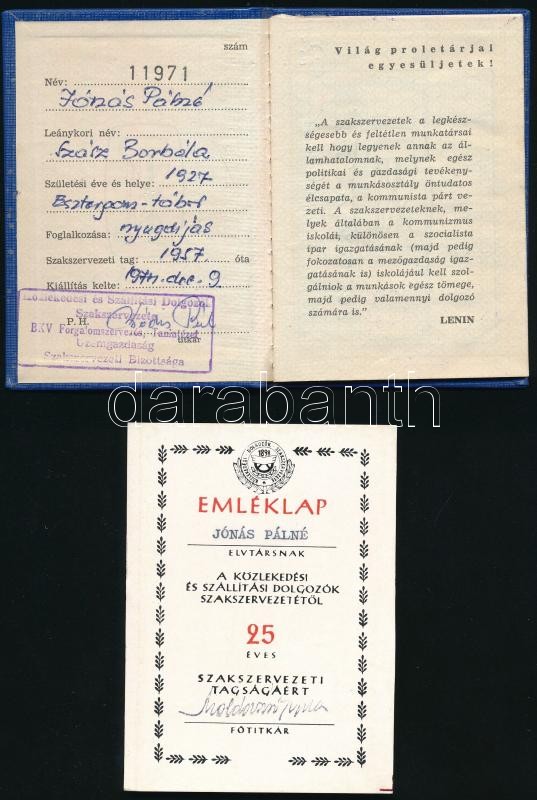 szám
11971
Név: Jónás Pálné
Leánykori név:
Szász Borbála
Születési éve és helye: 1927
Eszterpom-tábor
Foglalkozása: nyugdíjas
Szakszervezeti tag: 1957 óta
Kiállítás kelte: 1974. dec. 9
Közlekedési és Szállítási Dolgozók
Szakszervezete
P. H.
BKV Forgalomszervezés, Tanintézet
titkár
Üzemgazdaság
Szakszervezeti Bizottsága
Világ proletárjai
egyesüljetek!
„A szakszervezetek a legkész-
ségesebb és feltétlen munkatársai
kell hogy legyenek annak az ál-
lamhatalomnak, melynek egész
politikai és gazdasági tevékeny-
ségét a munkásosztály öntudatos
élcsapata, a kommunista párt ve-
zeti. A szakszervezeteknek, me-
lyek általában a kommunizmus
iskolái, különösen a szocialista
ipar igazgatásának (majd pedig
fokozatosan a mezőgazdaság igaz-
gatásának is) iskolájául kell szol-
gálniok a munkások egész tömege,
majd pedig valamennyi dolgozó
számára is.”
LENIN
darabanth
1898
EMLÉKLAP
JÓNÁS PÁLNÉ
ELVTÁRSNAK
A KÖZLEKEDÉSI
ÉS SZÁLLÍTÁSI DOLGOZÓK
SZAKSZERVEZETÉTŐL
25
ÉVES
SZAKSZERVEZETI
TAGSÁGÁÉRT
FŐTITKÁR